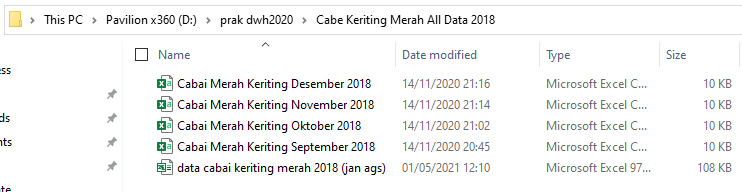 This PC > Pavilion x360 (D:) > prak dwh2020 > Cabe Keriting Merah All Data 2018
Name Date modified Type Size
ess
Cabai Merah Keriting Desember 2018 14/11/2020 21:16 Microsoft Excel C... 10 KB
Cabai Merah Keriting November 2018 14/11/2020 21:14 Microsoft Excel C... 10 KB
ds
Cabai Merah Keriting Oktober 2018 14/11/2020 21:02 Microsoft Excel C... 10 KB
nts
Cabai Merah Keriting September 2018 14/11/2020 20:45 Microsoft Excel C... 10 KB
data cabai keriting merah 2018 (jan ags) 01/05/2021 12:10 Microsoft Excel 97... 108 KB
te